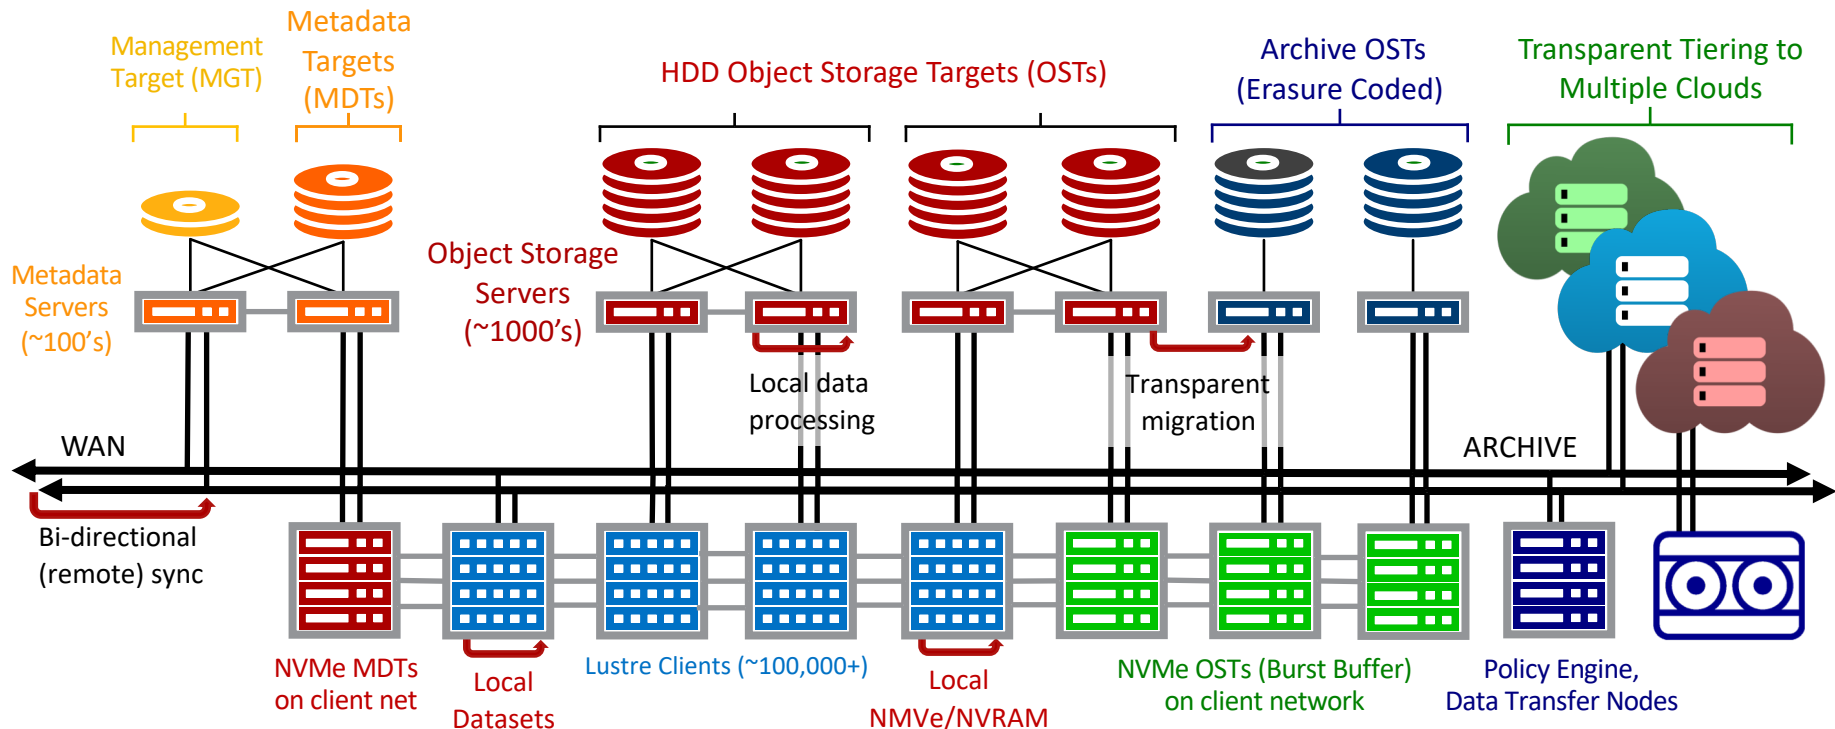 Management
Target (MGT)
Metadata
Targets
(MDTs)
HDD Object Storage Targets (OSTs)
Archive OSTs
(Erasure Coded)
Transparent Tiering to
Multiple Clouds
Metadata
Servers
(~100's)
Object Storage
Servers
(~1000's)
Local data
processing
Transparent
migration
WAN
ARCHIVE
Bi-directional
(remote) sync
NVMe MDTs
on client net
Local
Datasets
Lustre Clients (~100,000+)
Local
NMVe/NVRAM
NVMe OSTs (Burst Buffer)
on client network
Policy Engine,
Data Transfer Nodes